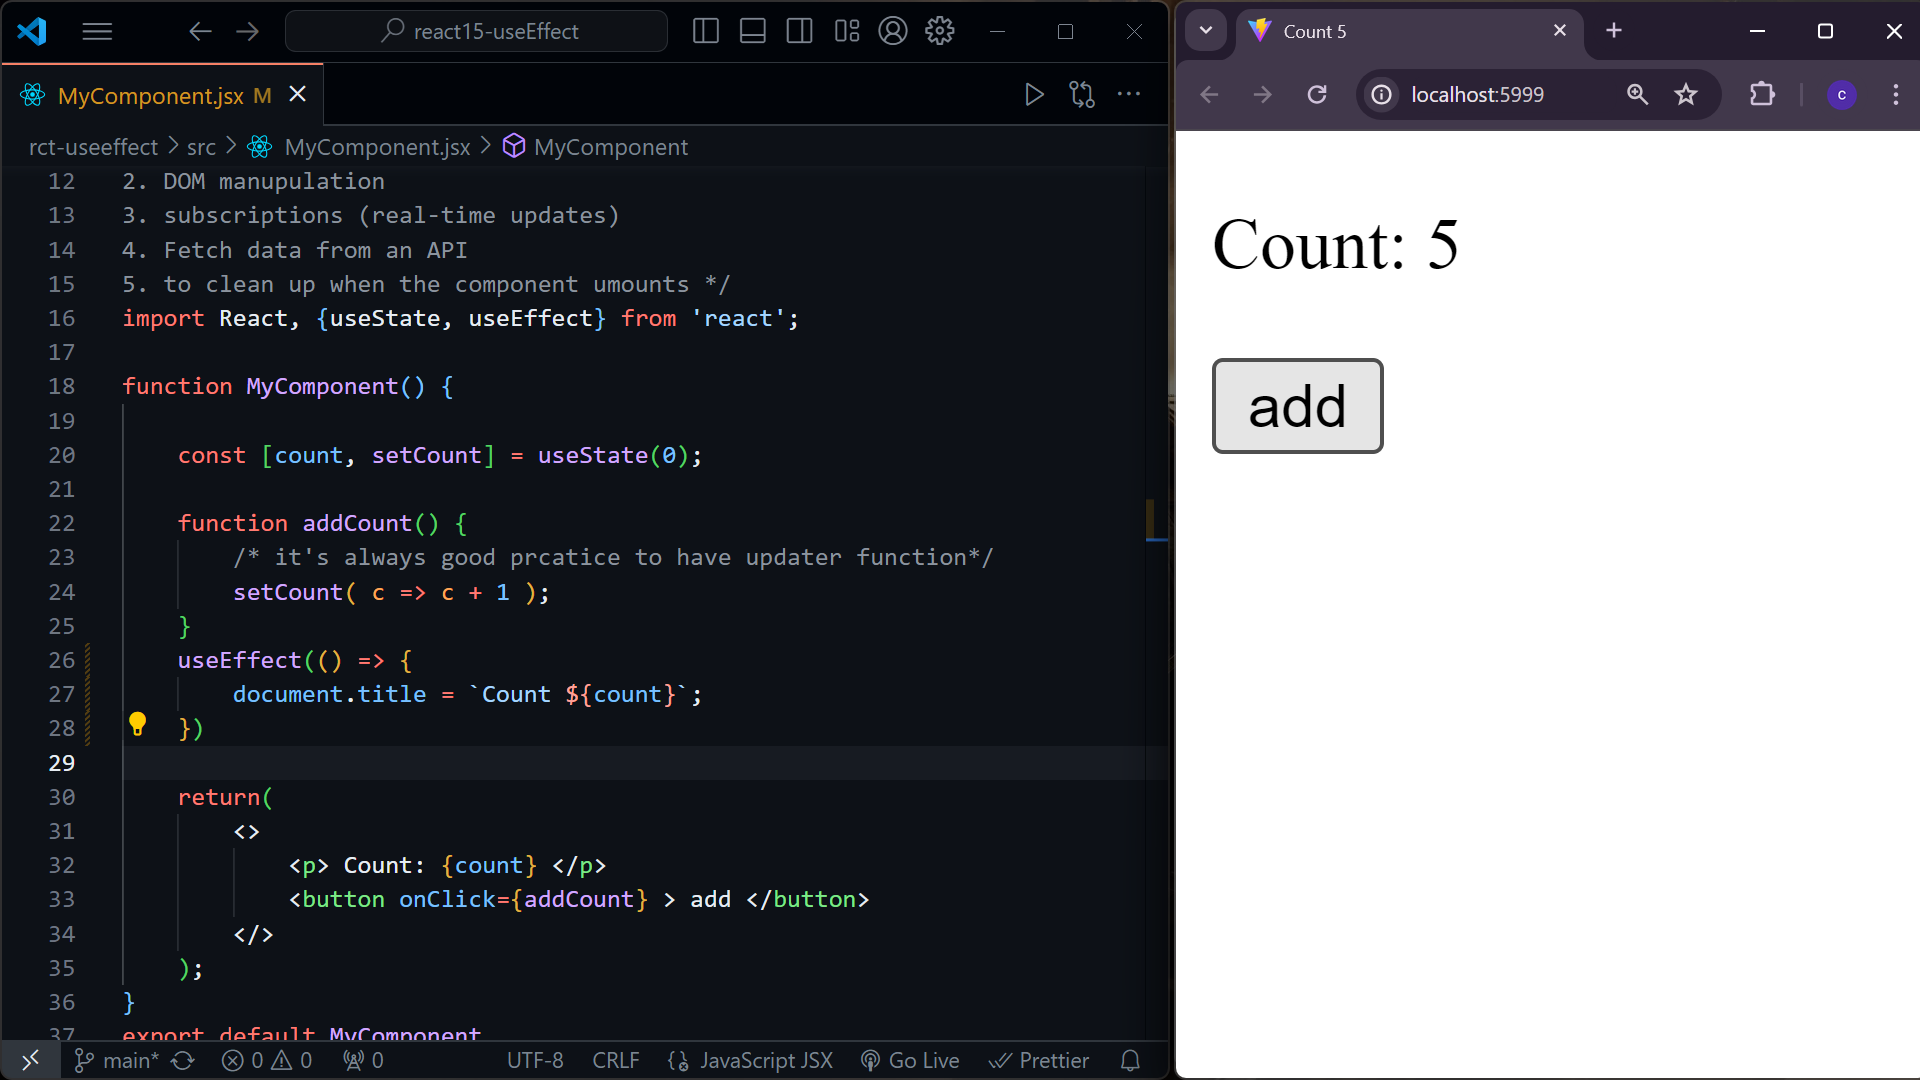 react15-useEffect
MyComponent.jsx M
rct-useeffect > src > MyComponent.jsx > MyComponent
12 2. DOM manupulation
13 3. subscriptions (real-time updates)
14 4. Fetch data from an API
15 5. to clean up when the component umounts */
16 import React, {useState, useEffect} from 'react';
17
18 function MyComponent() {
19
20 const [count, setCount] = useState(0);
21
22 function addCount() {
23 /* it's always good prcatice to have updater function*/
24 setCount( c => c + 1 );
25 }
26 useEffect(() => {
27 document.title = `Count ${count}`;
28 })
29
30 return(
31 <>
32 <p> Count: {count} </p>
33 <button onClick={addCount} > add </button>
34 </>
35 );
36 }
37 export default MyComponent
main* 0 0 0 UTF-8 CRLF JavaScript JSX Go Live Prettier
Count 5
localhost:5999
c
Count: 5
add